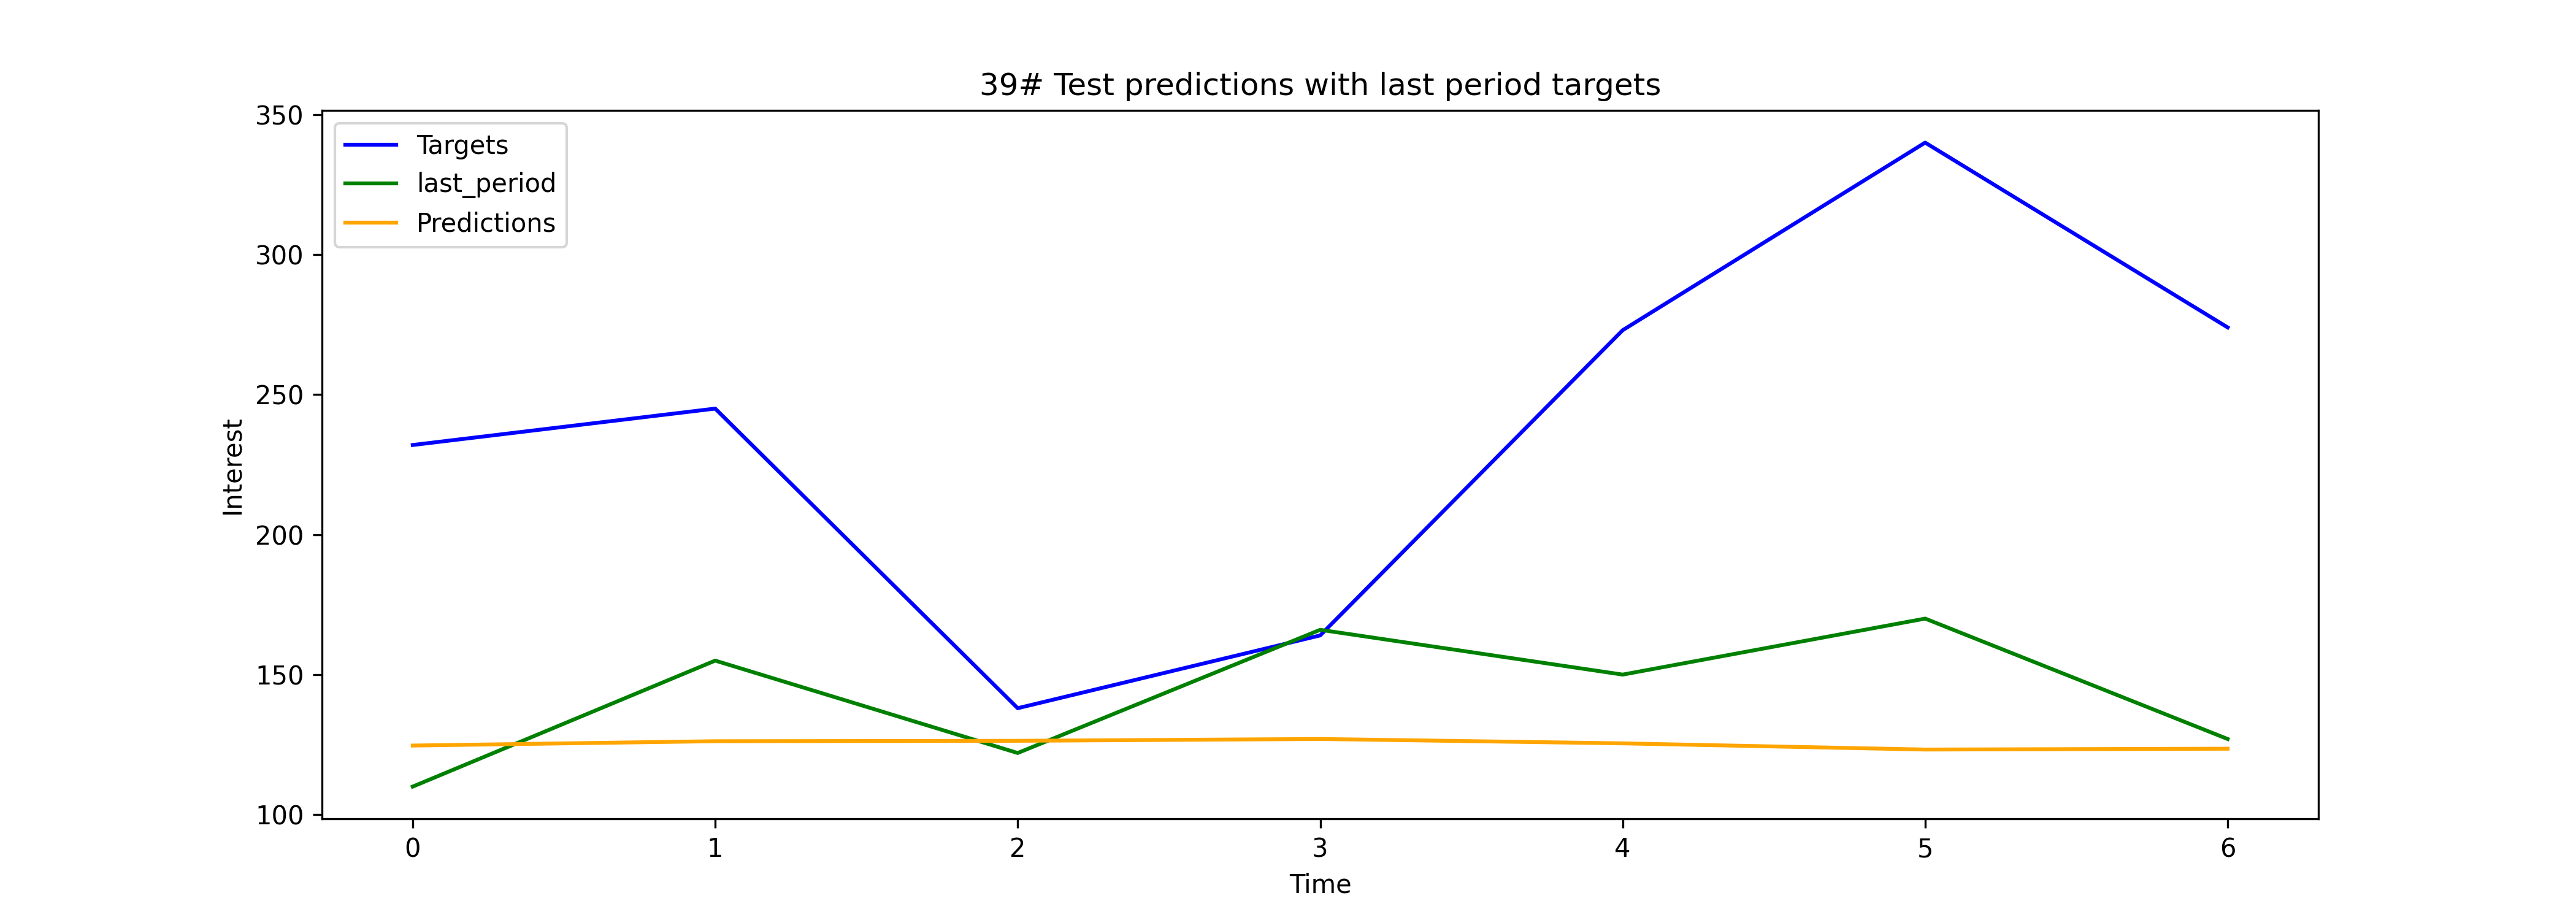 39# Test predictions with last period targets
350
300
250
200
150
100
Interest
Targets
last_period
Predictions
0 1 2 3 4 5 6
Time